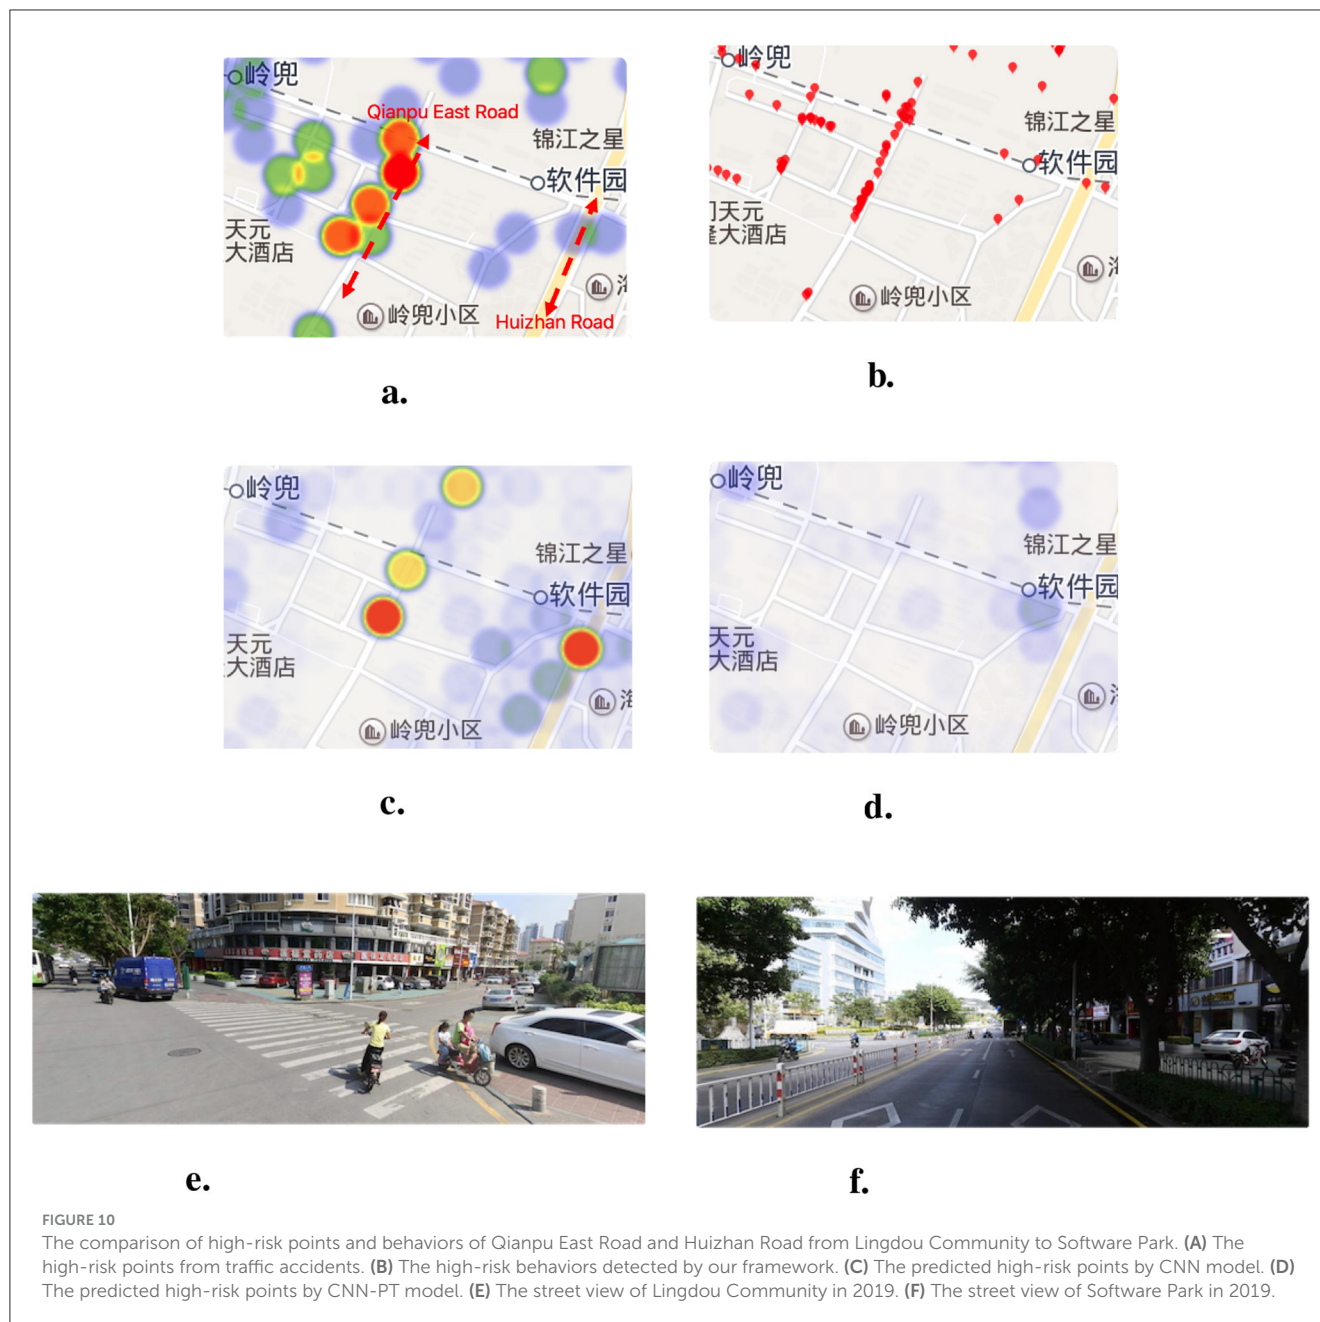 岭兜
Qianpu East Road
锦江之星
软件园
天元
大酒店
岭兜小区
Huizhan Road
a.
岭兜
锦江之星
软件园
门天元
隆大酒店
岭兜小区
b.
岭兜
锦江之星
软件园
天元
大酒店
岭兜小区
c.
岭兜
锦江之星
软件园
天元
大酒店
岭兜小区
d.
e.
f.
FIGURE 10
The comparison of high-risk points and behaviors of Qianpu East Road and Huizhan Road from Lingdou Community to Software Park. (A) The
high-risk points from traffic accidents. (B) The high-risk behaviors detected by our framework. (C) The predicted high-risk points by CNN model. (D)
The predicted high-risk points by CNN-PT model. (E) The street view of Lingdou Community in 2019. (F) The street view of Software Park in 2019.